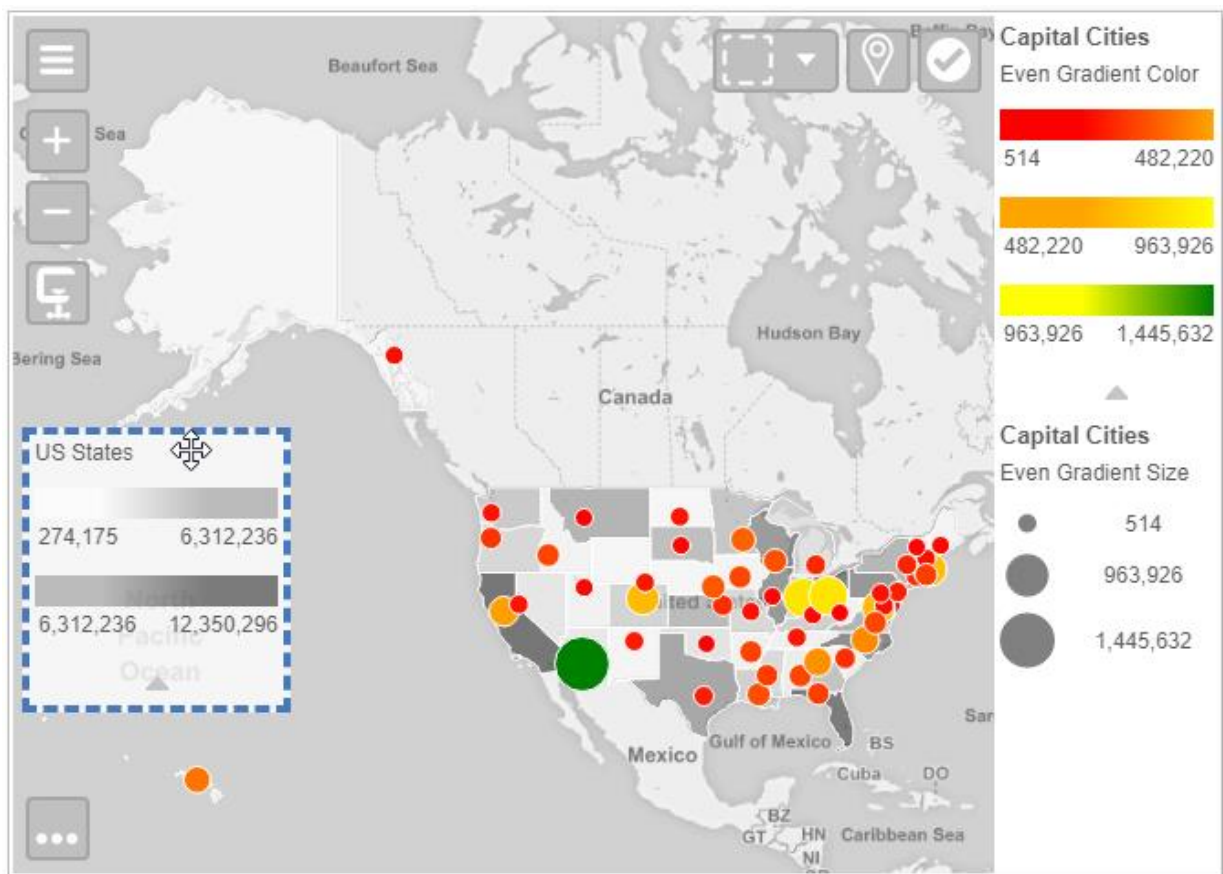 Beaufort Sea
Sea
Bering Sea
Hudson Bay
Canada
United States
Mexico
Gulf of Mexico
BS
Cuba
DO
BZ
GT
HN
NI
Caribbean Sea
US States
274,175 6,312,236
6,312,236 12,350,296
North
Pacific
Ocean
Capital Cities
Even Gradient Color
514 482,220
482,220 963,926
963,926 1,445,632
Capital Cities
Even Gradient Size
514
963,926
1,445,632